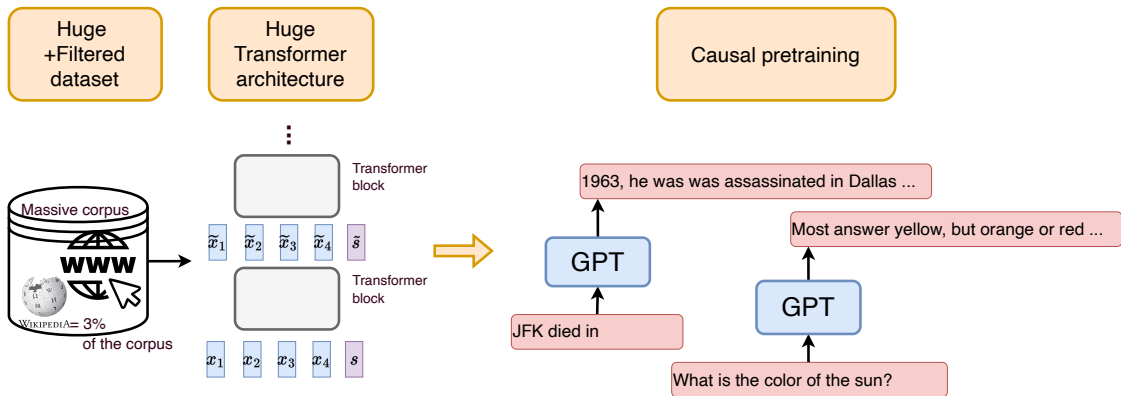 Huge
+Filtered
dataset
Huge
Transformer
architecture
Causal pretraining
Massive corpus
www
WIKIPEDIA= 3%
of the corpus
⋮
Transformer
block
x̃₁ x̃₂ x̃₃ x̃₄ s̃
Transformer
block
x₁ x₂ x₃ x₄ s
1963, he was was assassinated in Dallas ...
GPT
JFK died in
Most answer yellow, but orange or red ...
GPT
What is the color of the sun?